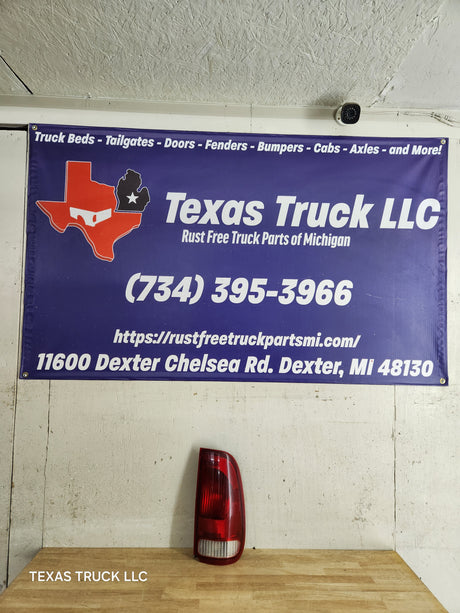 Truck Beds - Tailgates - Doors - Fenders - Bumpers - Cabs - Axles - and More!
Texas Truck LLC
Rust Free Truck Parts of Michigan
(734) 395-3966
https://rustfreetruckpartsmi.com/
11600 Dexter Chelsea Rd. Dexter, MI 48130
TEXAS TRUCK LLC